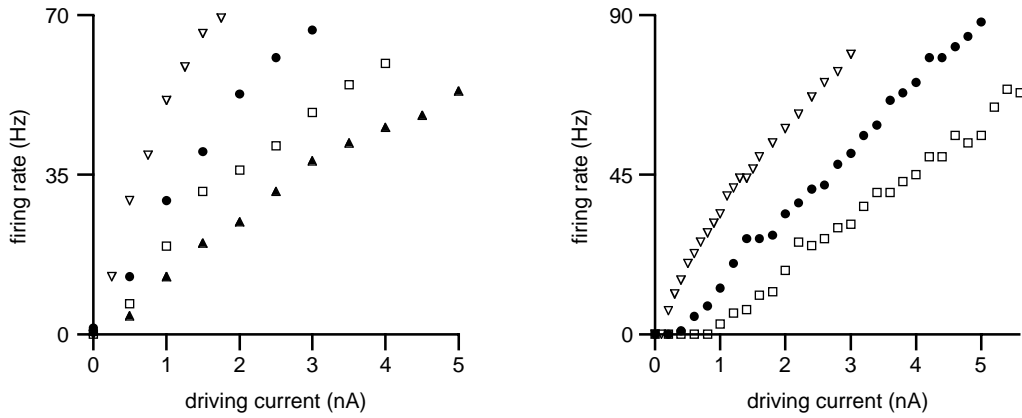 70
35
0
firing rate (Hz)
0 1 2 3 4 5
driving current (nA)
90
45
0
firing rate (Hz)
0 1 2 3 4 5
driving current (nA)